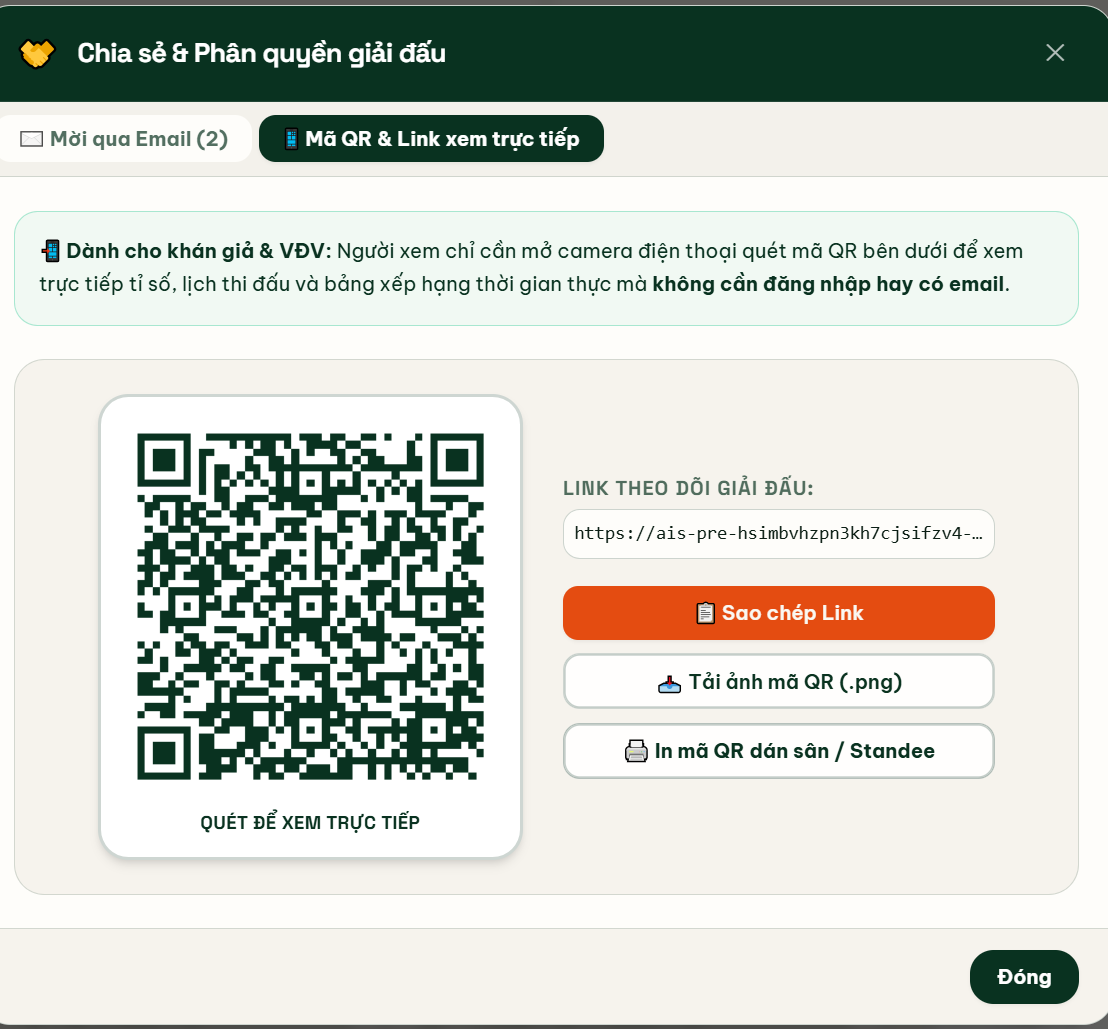 Chia sẻ & Phân quyền giải đấu
Mời qua Email (2)
Mã QR & Link xem trực tiếp
Dành cho khán giả & VĐV: Người xem chỉ cần mở camera điện thoại quét mã QR bên dưới để xem
trực tiếp tỉ số, lịch thi đấu và bảng xếp hạng thời gian thực mà không cần đăng nhập hay có email.
QUÉT ĐỂ XEM TRỰC TIẾP
LINK THEO DÕI GIẢI ĐẤU:
https://ais-pre-hsimbvhzpn3kh7cjsifzv4-…
Sao chép Link
Tải ảnh mã QR (.png)
In mã QR dán sân / Standee
Đóng